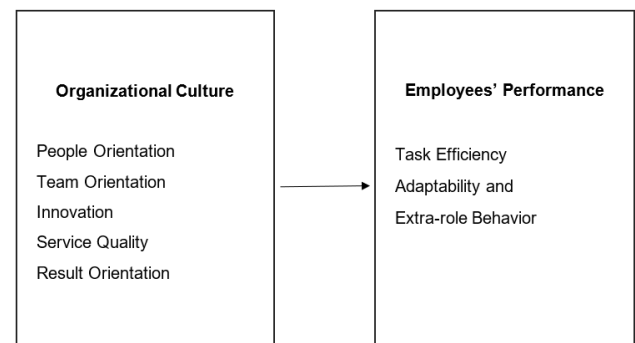 Organizational Culture
People Orientation
Team Orientation
Innovation
Service Quality
Result Orientation
Employees’ Performance
Task Efficiency
Adaptability and
Extra-role Behavior